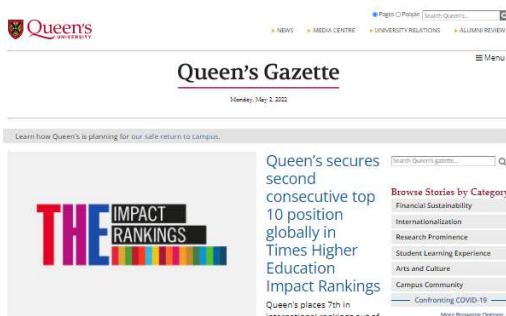 Queen's
UNIVERSITY
Pages People Search Queen's...
NEWS MEDIA CENTRE UNIVERSITY RELATIONS ALUMNI REVIEW
Menu
Queen's Gazette
Monday, May 2, 2022
Learn how Queen's is planning for our safe return to campus.
THE IMPACT
RANKINGS
Queen's secures
second
consecutive top
10 position
globally in
Times Higher
Education
Impact Rankings
Queen's places 7th in
international rankings out of
Search Queen's gazette...
Browse Stories by Category
Financial Sustainability
Internationalization
Research Prominence
Student Learning Experience
Arts and Culture
Campus Community
Confronting COVID-19
More Browsing Options